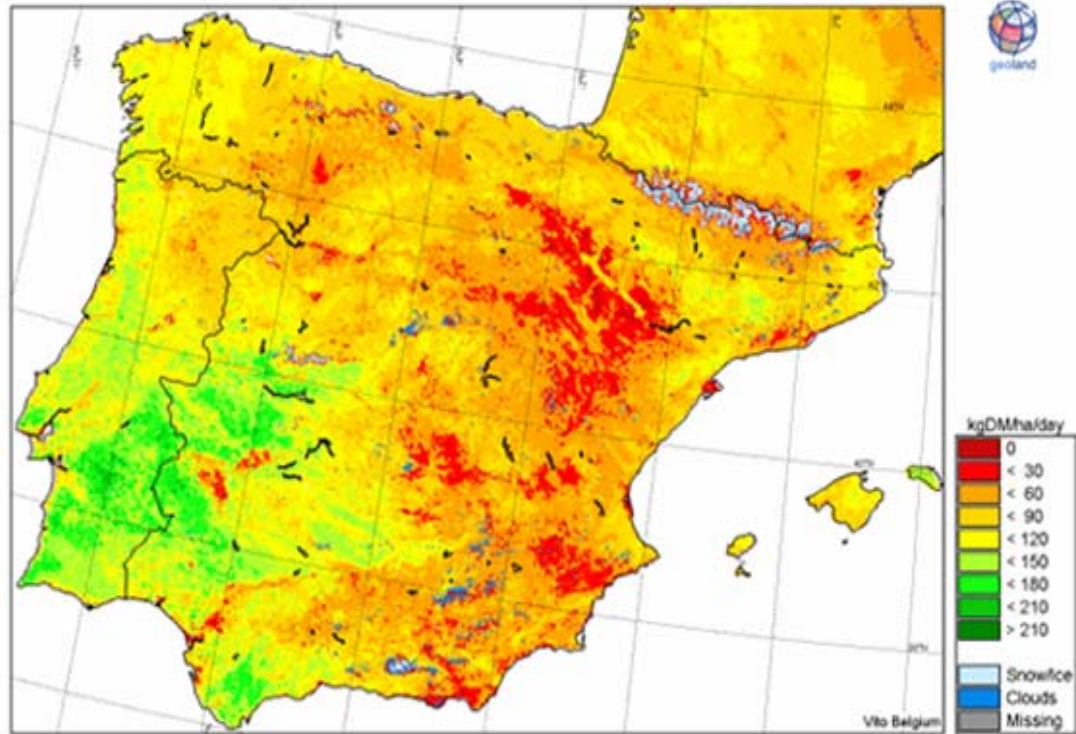 geoland
kgDM/ha/day
0
< 30
< 60
< 90
< 120
< 150
< 180
< 210
> 210
Snow/Ice
Clouds
Missing
Vito Belgium